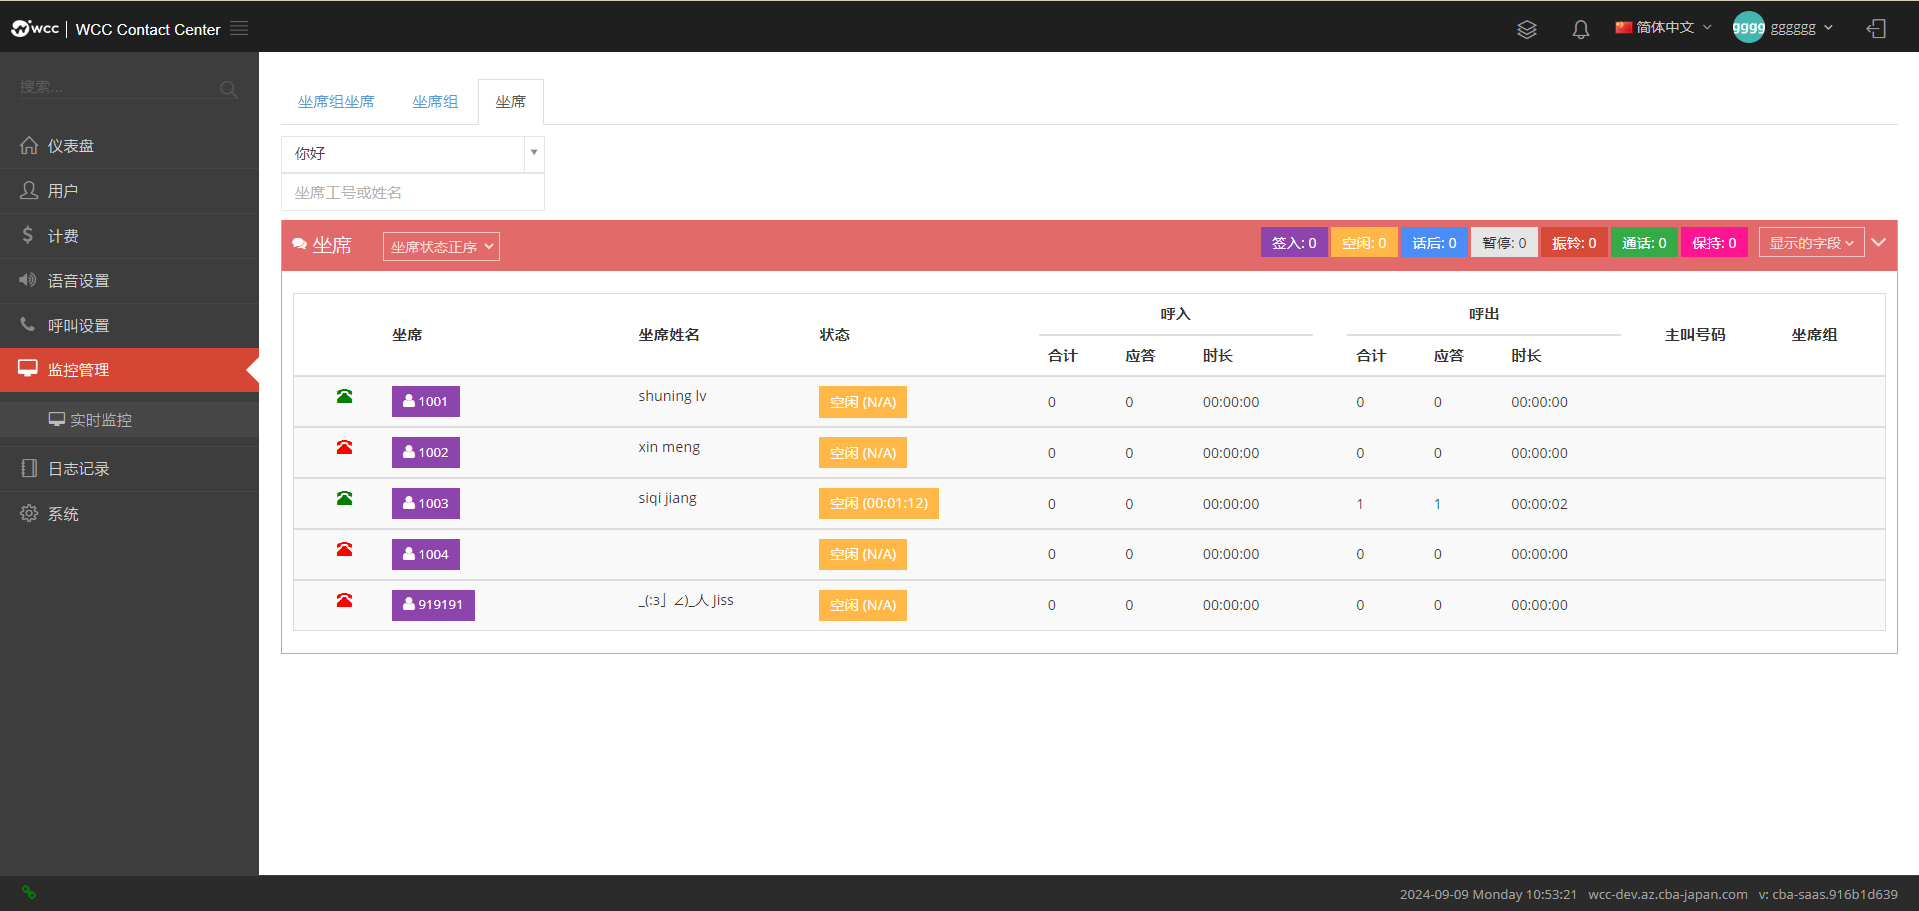 wcc | WCC Contact Center
简体中文
gggg gggggg
搜索...
仪表盘
用户
计费
语音设置
呼叫设置
监控管理
实时监控
日志记录
系统
坐席组坐席 坐席组 坐席
你好
坐席工号或姓名
坐席 坐席状态正序 签入: 0 空闲: 0 话后: 0 暂停: 0 振铃: 0 通话: 0 保持: 0 显示的字段
坐席 坐席姓名 状态 呼入 呼出 主叫号码 坐席组
合计 应答 时长 合计 应答 时长
1001 shuning lv 空闲 (N/A) 0 0 00:00:00 0 0 00:00:00
1002 xin meng 空闲 (N/A) 0 0 00:00:00 0 0 00:00:00
1003 siqi jiang 空闲 (00:01:12) 0 0 00:00:00 1 1 00:00:02
1004 空闲 (N/A) 0 0 00:00:00 0 0 00:00:00
919191 _(:з」∠)_人 Jiss 空闲 (N/A) 0 0 00:00:00 0 0 00:00:00
2024-09-09 Monday 10:53:21 wcc-dev.az.cba-japan.com v: cba-saas.916b1d639